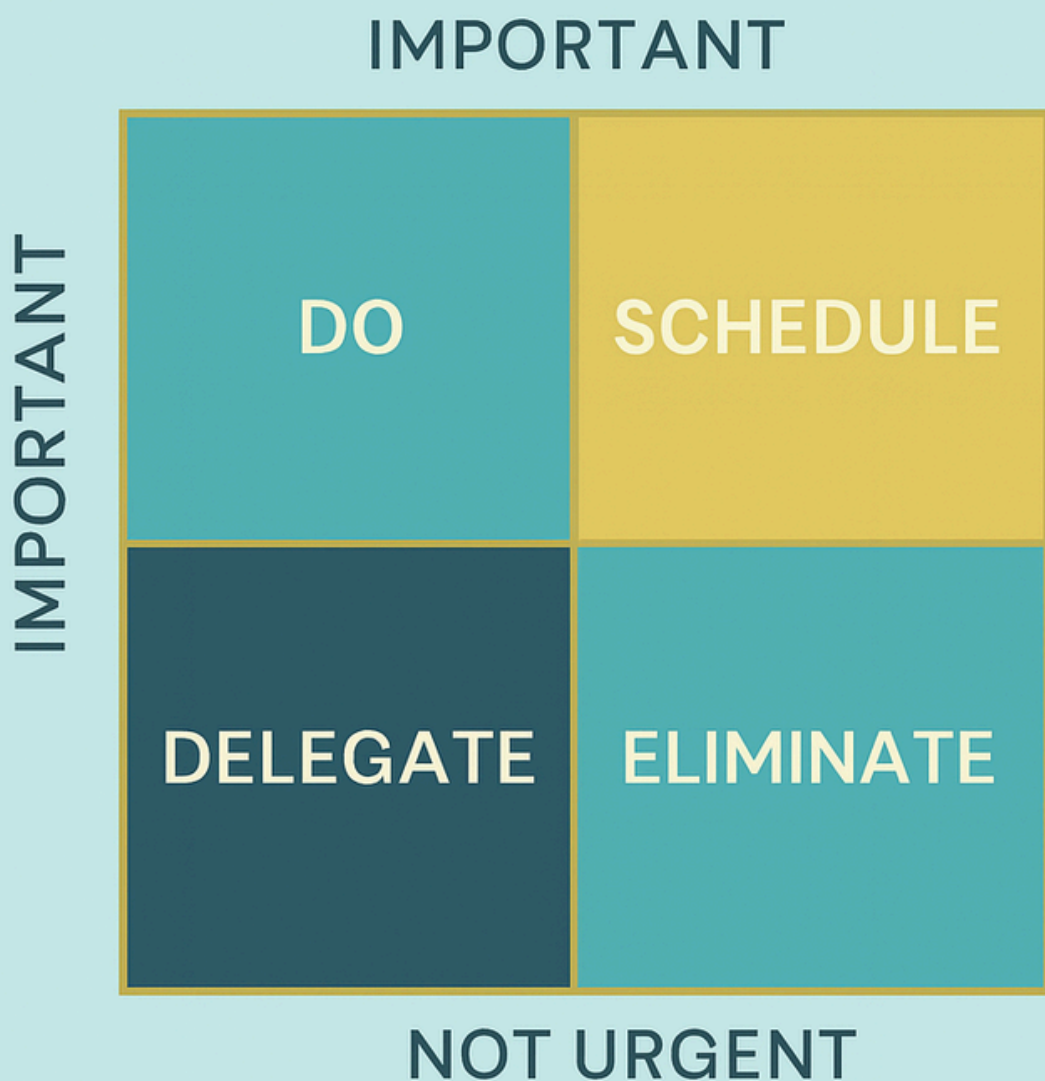 IMPORTANT
IMPORTANT
DO
SCHEDULE
DELEGATE
ELIMINATE
NOT URGENT